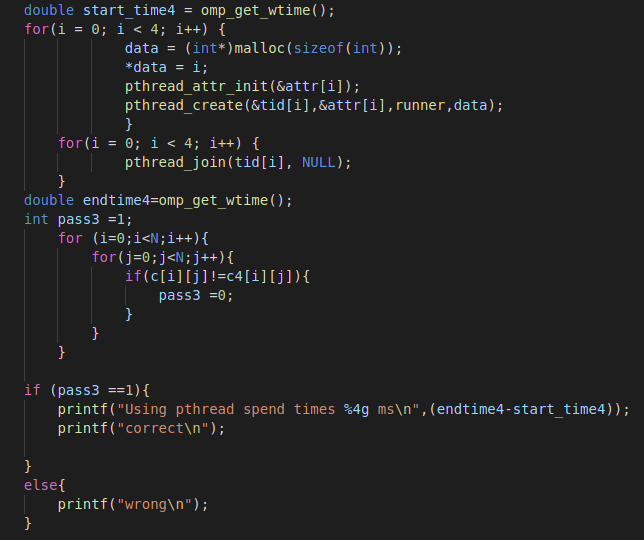 double start_time4 = omp_get_wtime();
for(i = 0; i < 4; i++) {
data = (int*)malloc(sizeof(int));
*data = i;
pthread_attr_init(&attr[i]);
pthread_create(&tid[i],&attr[i],runner,data);
}
for(i = 0; i < 4; i++) {
pthread_join(tid[i], NULL);
}
double endtime4=omp_get_wtime();
int pass3 =1;
for (i=0;i<N;i++){
for(j=0;j<N;j++){
if(c[i][j]!=c4[i][j]){
pass3 =0;
}
}
}
if (pass3 ==1){
printf("Using pthread spend times %4g ms\n",(endtime4-start_time4));
printf("correct\n");
}
else{
printf("wrong\n");
}